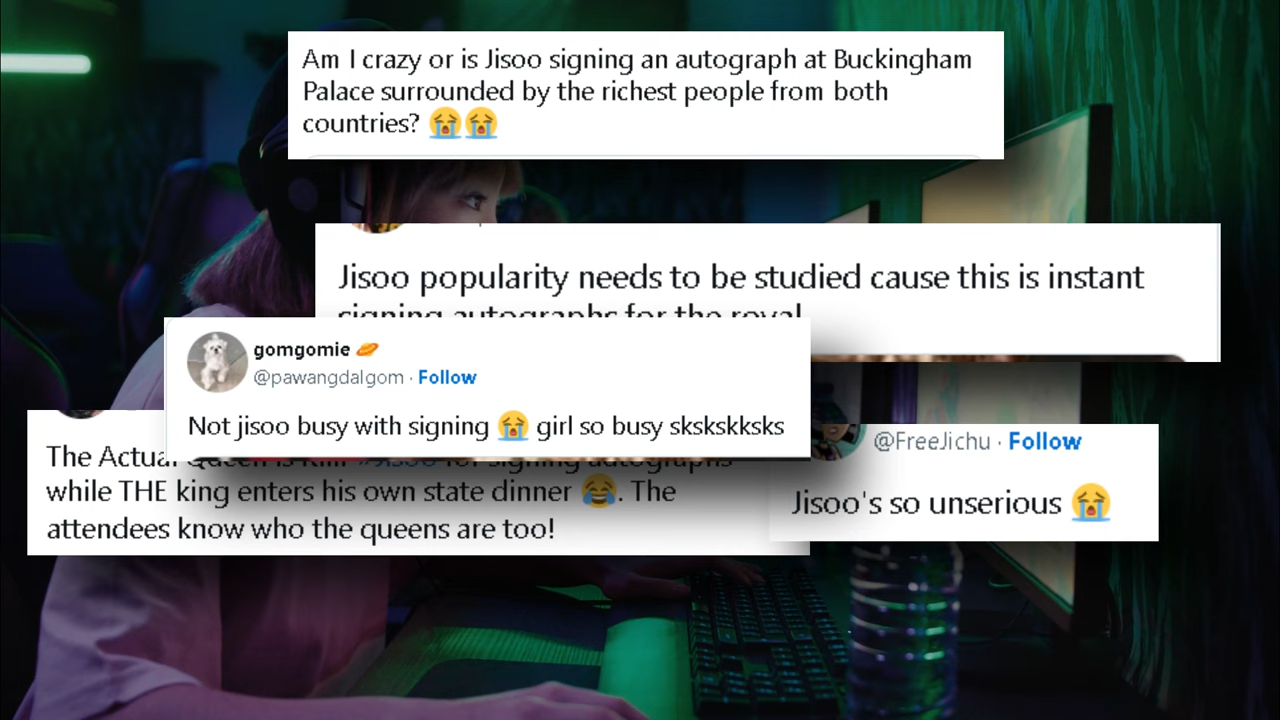 Am I crazy or is Jisoo signing an autograph at Buckingham
Palace surrounded by the richest people from both
countries? 😭😭
Jisoo popularity needs to be studied cause this is instant
signing autographs for the royal
gomgomie 🪐
@pawangdalgom · Follow
Not jisoo busy with signing 😭 girl so busy skskskksks
The Actual Queen is Kim #Jisoo for signing autographs
while THE king enters his own state dinner 😂. The
attendees know who the queens are too!
@FreeJichu · Follow
Jisoo's so unserious 😭